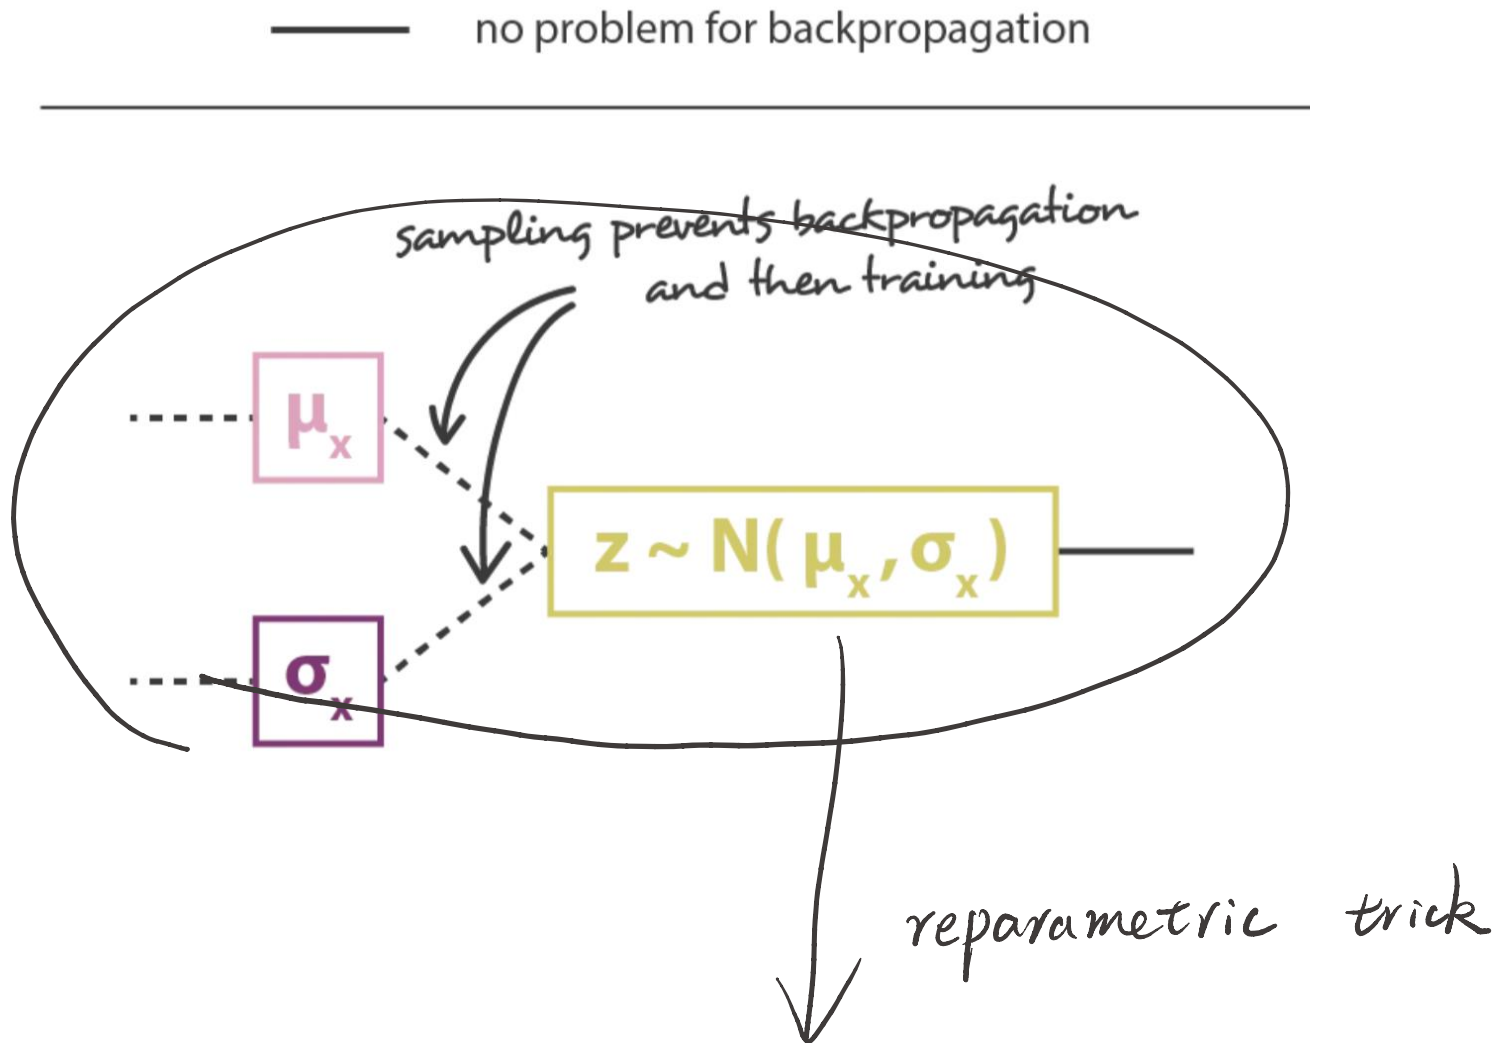 no problem for backpropagation
sampling prevents backpropagation
and then training
μx
z ~ N( μx , σx )
σx
reparametric trick